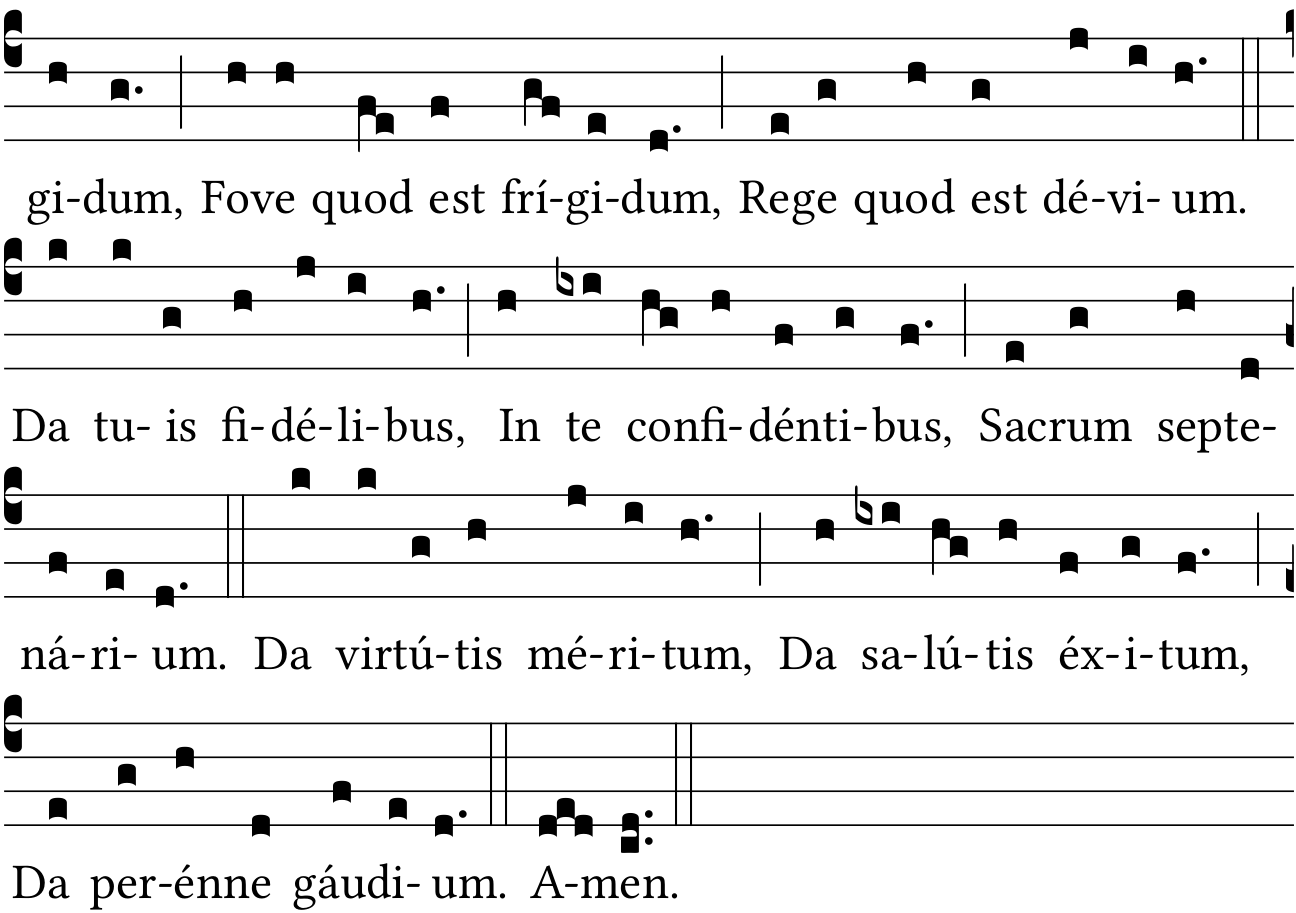 gi-dum, Fove quod est frí-gi-dum, Rege quod est dé-vi- um.
Da tu- is fi-dé-li-bus, In te confi-dénti-bus, Sacrum septe-
ná-ri- um. Da virtú-tis mé-ri-tum, Da sa-lú-tis éx-i-tum,
Da per-énne gáudi- um. A-men.